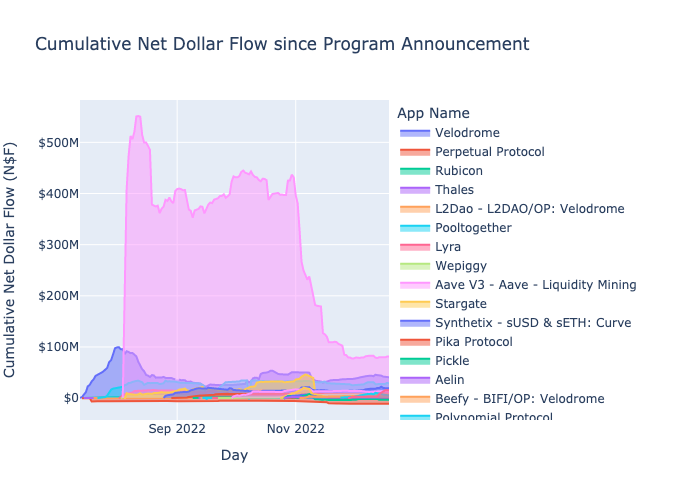 Cumulative Net Dollar Flow since Program Announcement
Cumulative Net Dollar Flow (N$F)
$500M
$400M
$300M
$200M
$100M
$0
Sep 2022
Nov 2022
Day
App Name
Velodrome
Perpetual Protocol
Rubicon
Thales
L2Dao - L2DAO/OP: Velodrome
Pooltogether
Lyra
Wepiggy
Aave V3 - Aave - Liquidity Mining
Stargate
Synthetix - sUSD & sETH: Curve
Pika Protocol
Pickle
Aelin
Beefy - BIFI/OP: Velodrome
Polynomial Protocol